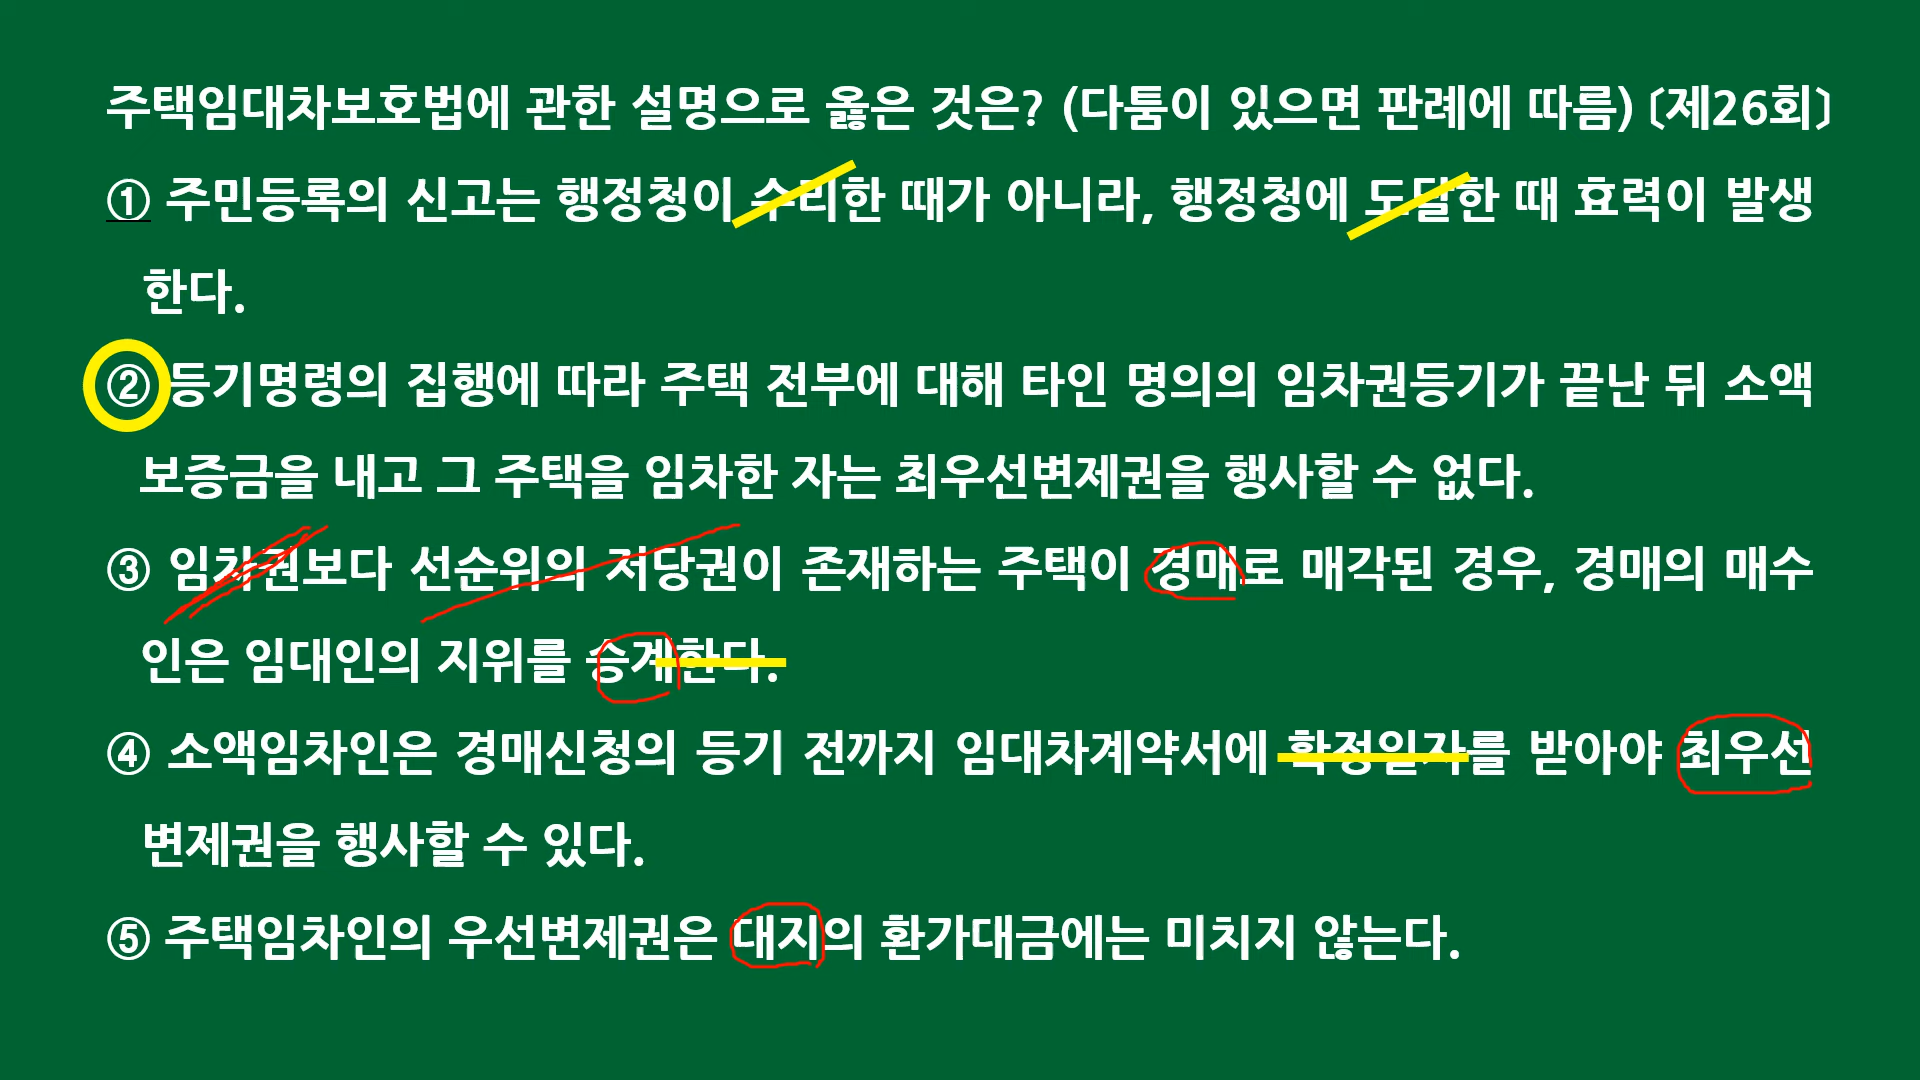 주택임대차보호법에 관한 설명으로 옳은 것은? (다툼이 있으면 판례에 따름) 〔제26회〕
① 주민등록의 신고는 행정청이 수리한 때가 아니라, 행정청에 도달한 때 효력이 발생
한다.
② 등기명령의 집행에 따라 주택 전부에 대해 타인 명의의 임차권등기가 끝난 뒤 소액
보증금을 내고 그 주택을 임차한 자는 최우선변제권을 행사할 수 없다.
③ 임차권보다 선순위의 저당권이 존재하는 주택이 경매로 매각된 경우, 경매의 매수
인은 임대인의 지위를 승계한다.
④ 소액임차인은 경매신청의 등기 전까지 임대차계약서에 확정일자를 받아야 최우선
변제권을 행사할 수 있다.
⑤ 주택임차인의 우선변제권은 대지의 환가대금에는 미치지 않는다.